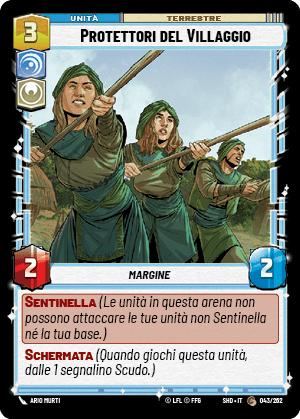 UNITÀ
TERRESTRE
3
PROTETTORI DEL VILLAGGIO
2
MARGINE
2
SENTINELLA (Le unità in questa arena non
possono attaccare le tue unità non Sentinella
né la tua base.)
SCHERMATA (Quando giochi questa unità,
dalle 1 segnalino Scudo.)
ARIO MURTI
© LFL © FFG
SHD • IT
C
043/262